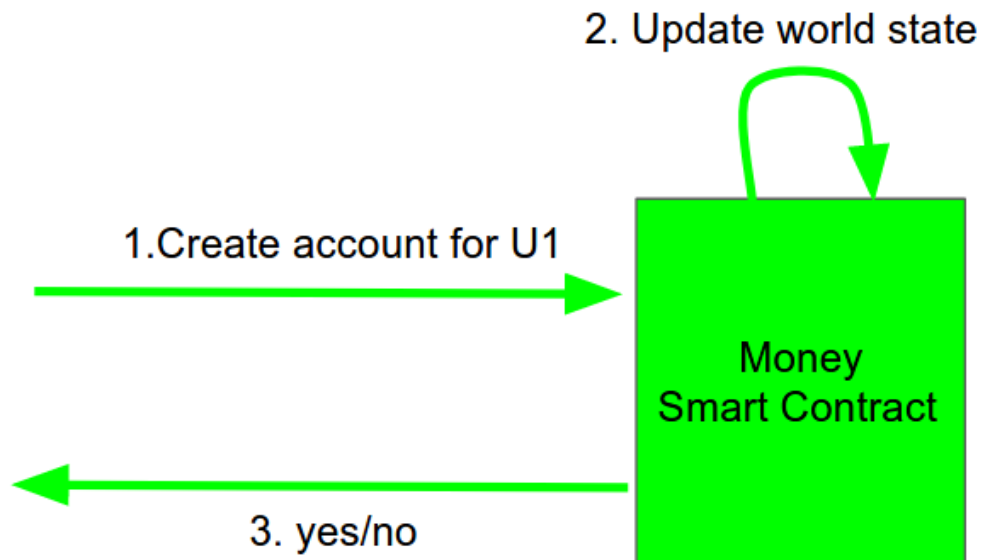 2. Update world state
1.Create account for U1
Money
Smart Contract
3. yes/no